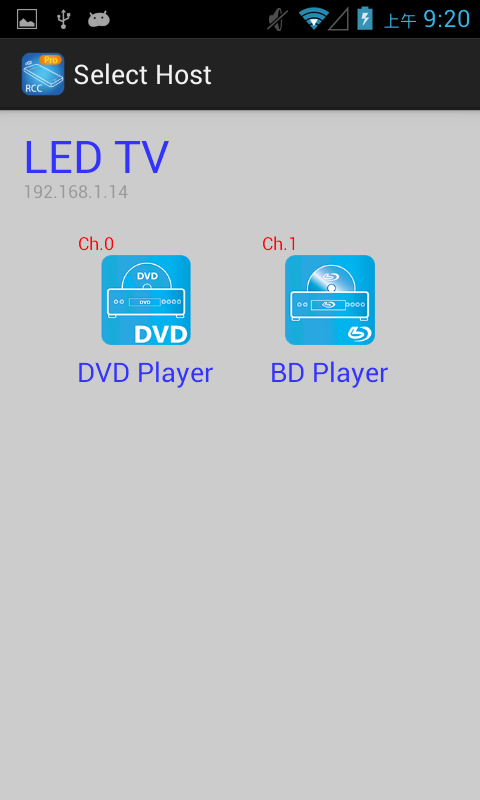 上午 9:20
Pro
RCC
Select Host
LED TV
192.168.1.14
Ch.0
Ch.1
DVD
DVD
DVD
DVD Player
BD Player